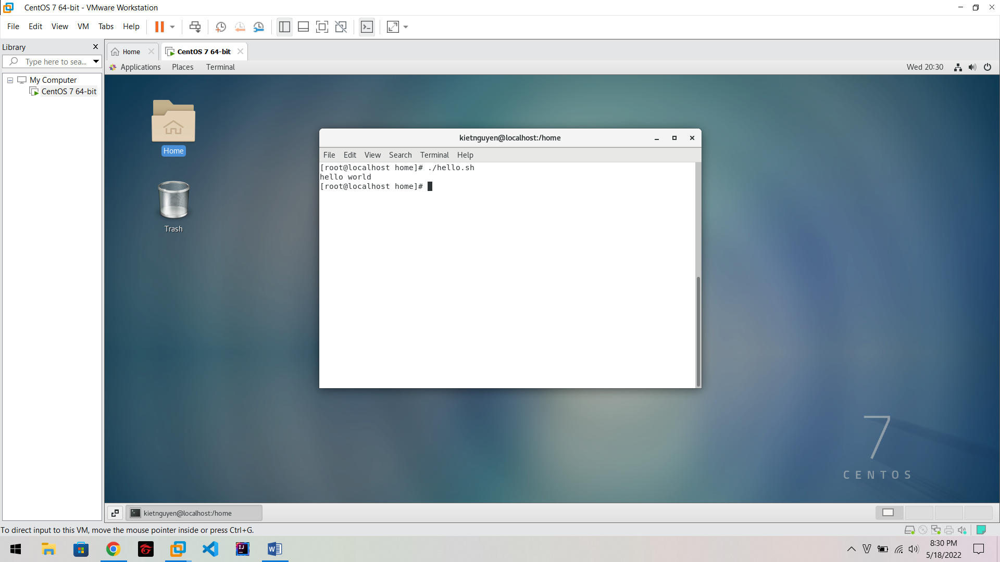 CentOS 7 64-bit - VMware Workstation
File Edit View VM Tabs Help
Library
Type here to sea...
My Computer
CentOS 7 64-bit
Home
CentOS 7 64-bit
Applications Places Terminal
Wed 20:30
Home
Trash
kietnguyen@localhost:/home
File Edit View Search Terminal Help
[root@localhost home]# ./hello.sh
hello world
[root@localhost home]#
7
CENTOS
kietnguyen@localhost:/home
To direct input to this VM, move the mouse pointer inside or press Ctrl+G.
IJ
W
V
8:30 PM
5/18/2022